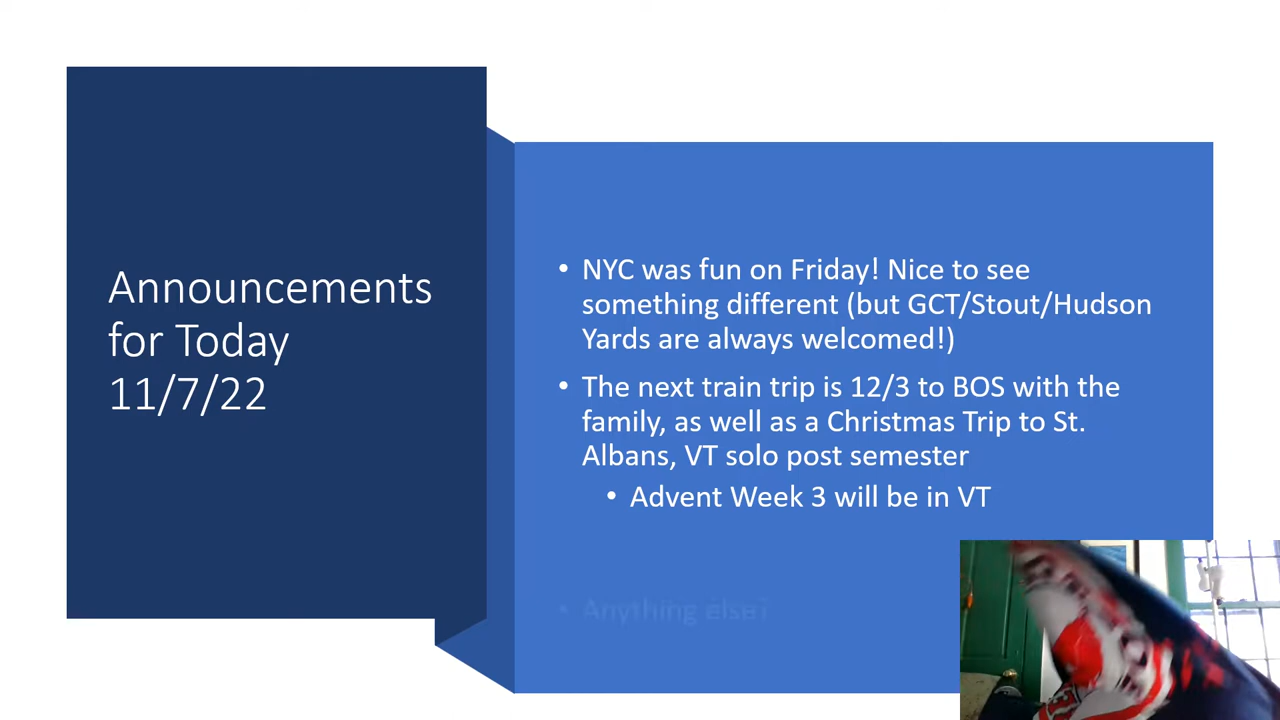 Announcements
for Today
11/7/22
• NYC was fun on Friday! Nice to see
something different (but GCT/Stout/Hudson
Yards are always welcomed!)
• The next train trip is 12/3 to BOS with the
family, as well as a Christmas Trip to St.
Albans, VT solo post semester
• Advent Week 3 will be in VT
• Anything else?